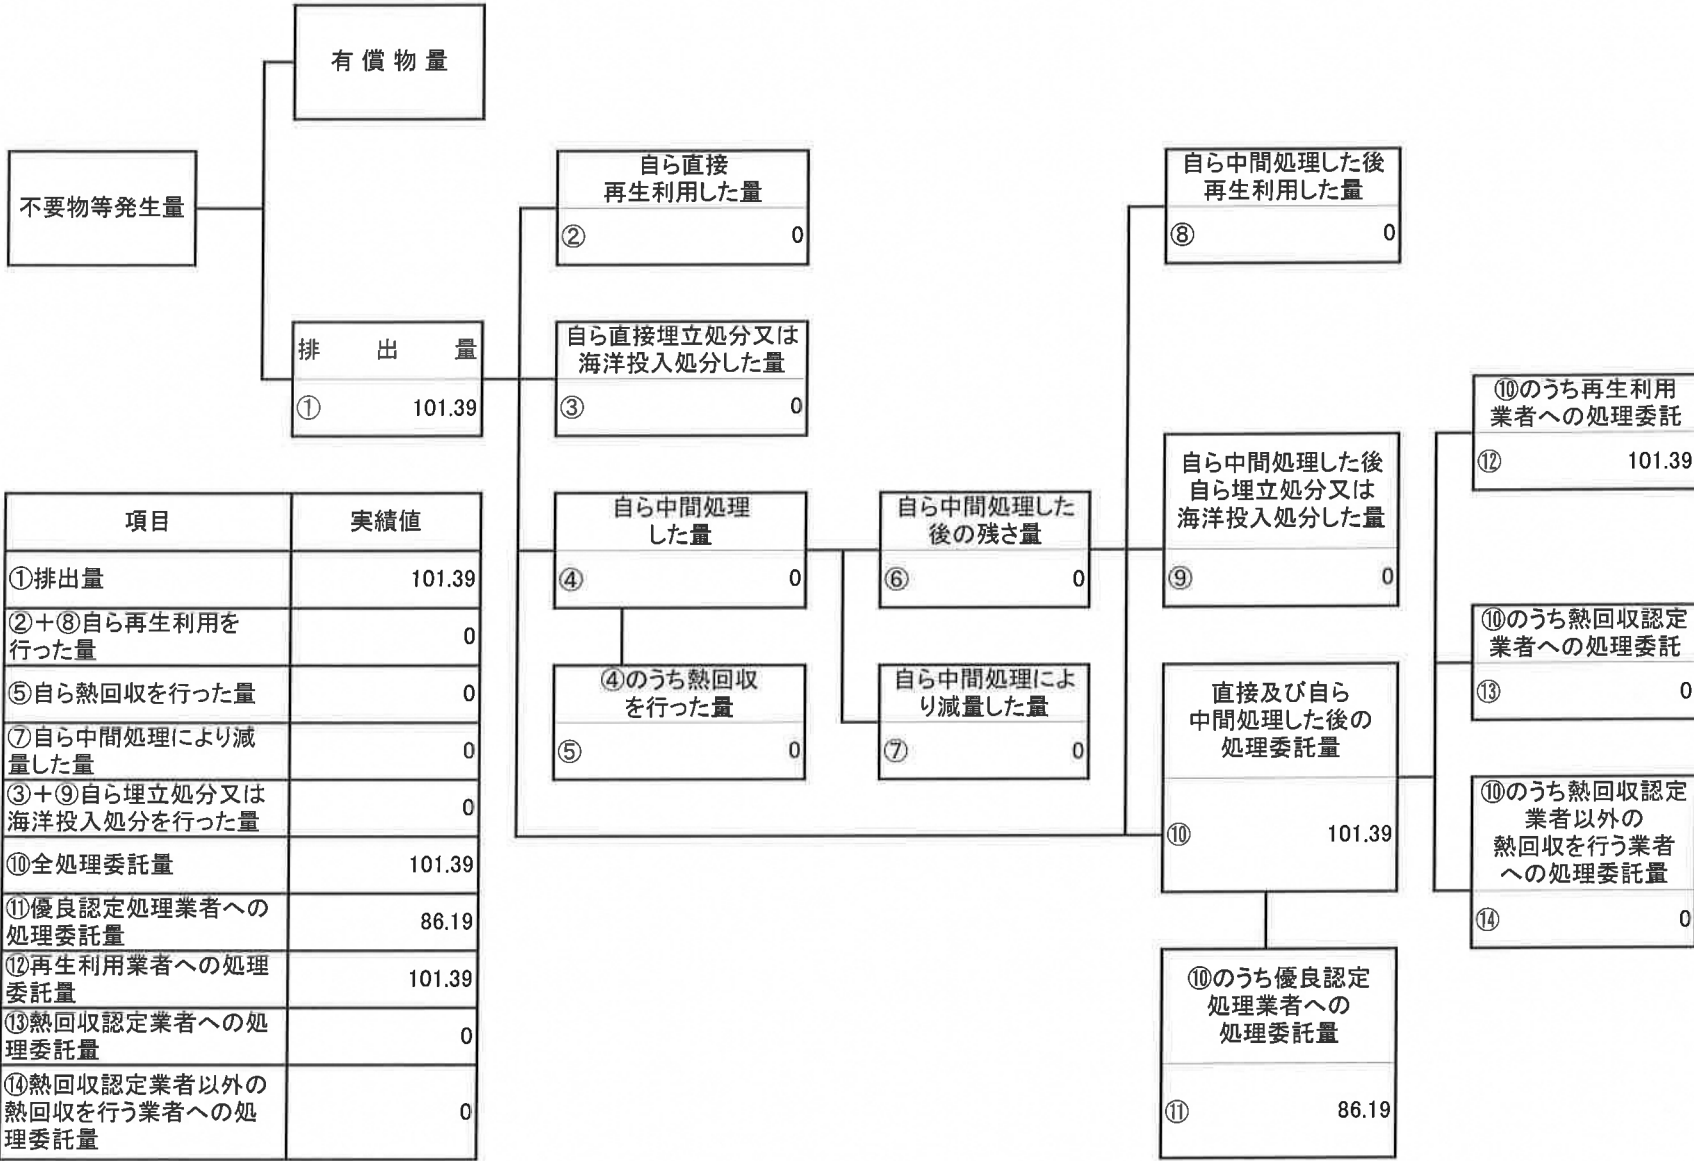 有償物量
不要物等発生量
排出量
① 101.39
自ら直接
再生利用した量
② 0
自ら直接埋立処分又は
海洋投入処分した量
③ 0
自ら中間処理
した量
④ 0
④のうち熱回収
を行った量
⑤ 0
自ら中間処理した
後の残さ量
⑥ 0
自ら中間処理によ
り減量した量
⑦ 0
自ら中間処理した後
再生利用した量
⑧ 0
自ら中間処理した後
自ら埋立処分又は
海洋投入処分した量
⑨ 0
直接及び自ら
中間処理した後の
処理委託量
⑩ 101.39
⑩のうち優良認定
処理業者への
処理委託量
⑪ 86.19
⑩のうち再生利用
業者への処理委託
⑫ 101.39
⑩のうち熱回収認定
業者への処理委託
⑬ 0
⑩のうち熱回収認定
業者以外の
熱回収を行う業者
への処理委託量
⑭ 0
項目 実績値
①排出量 101.39
②+⑧自ら再生利用を
行った量 0
⑤自ら熱回収を行った量 0
⑦自ら中間処理により減
量した量 0
③+⑨自ら埋立処分又は
海洋投入処分を行った量 0
⑩全処理委託量 101.39
⑪優良認定処理業者への
処理委託量 86.19
⑫再生利用業者への処理
委託量 101.39
⑬熱回収認定業者への処
理委託量 0
⑭熱回収認定業者以外の
熱回収を行う業者への処
理委託量 0